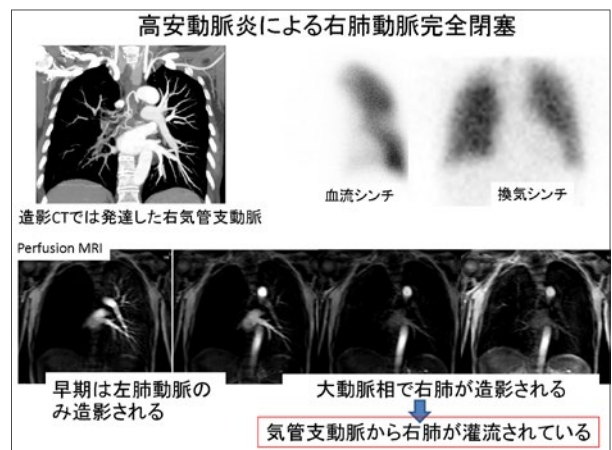 高安動脈炎による右肺動脈完全閉塞
血流シンチ
換気シンチ
造影CTでは発達した右気管支動脈
Perfusion MRI
早期は左肺動脈の
み造影される
大動脈相で右肺が造影される
気管支動脈から右肺が灌流されている